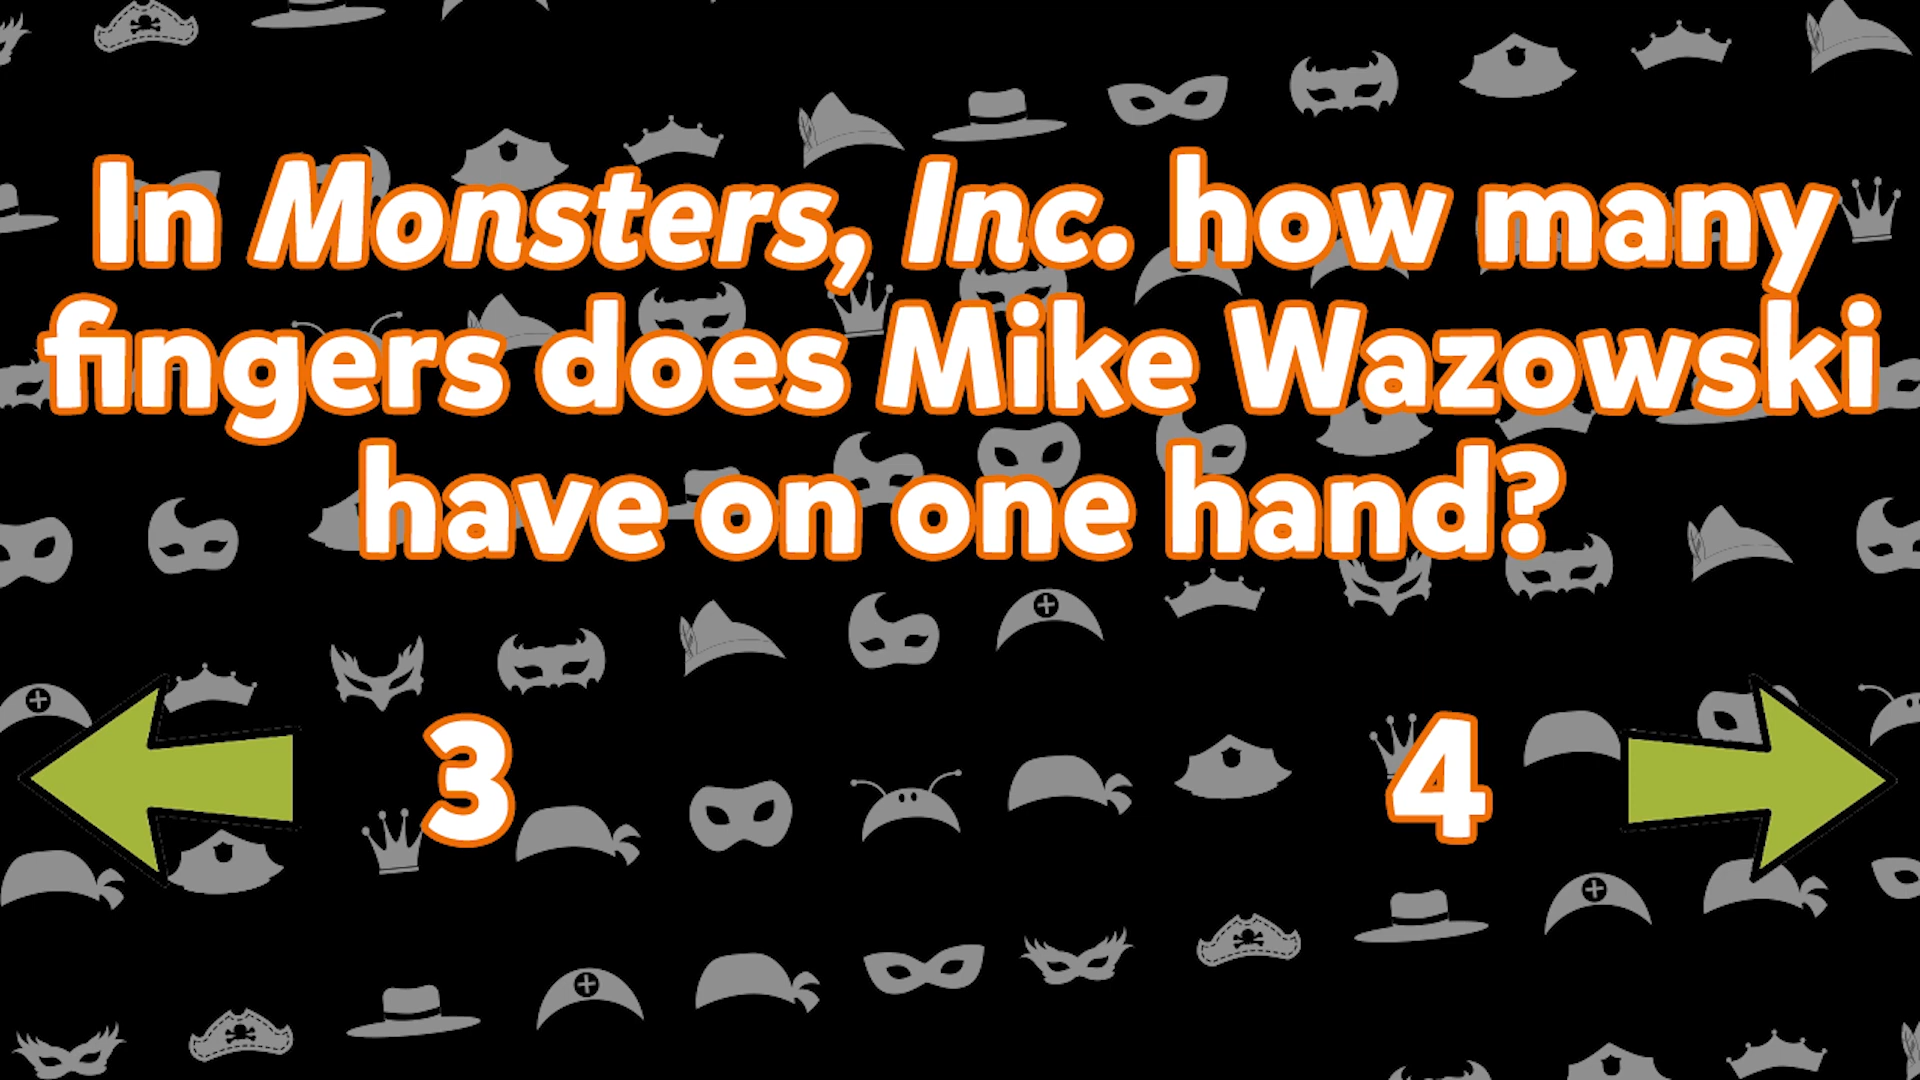 In Monsters, Inc. how many
fingers does Mike Wazowski
have on one hand?
3
4